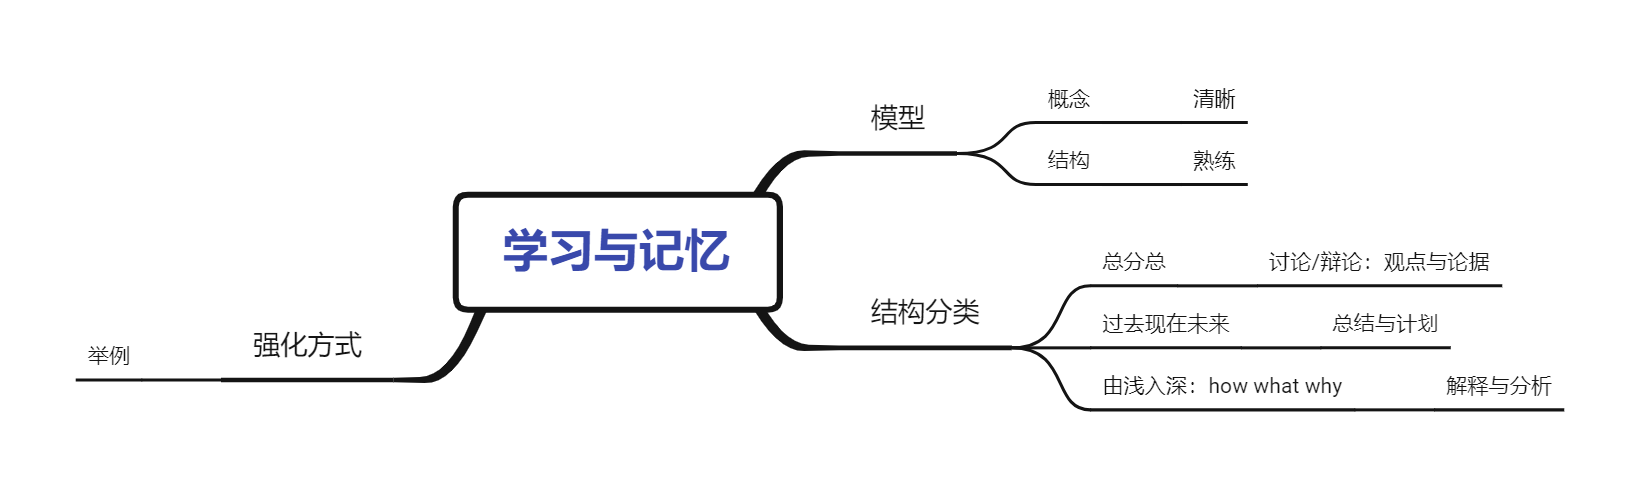 学习与记忆
模型
概念
清晰
结构
熟练
结构分类
总分总
讨论/辩论：观点与论据
过去现在未来
总结与计划
由浅入深：how what why
解释与分析
强化方式
举例